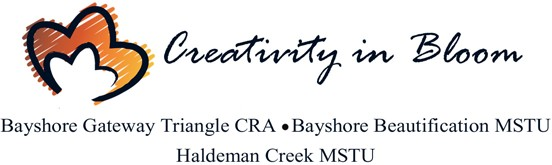 Creativity in Bloom
Bayshore Gateway Triangle CRA ● Bayshore Beautification MSTU
Haldeman Creek MSTU